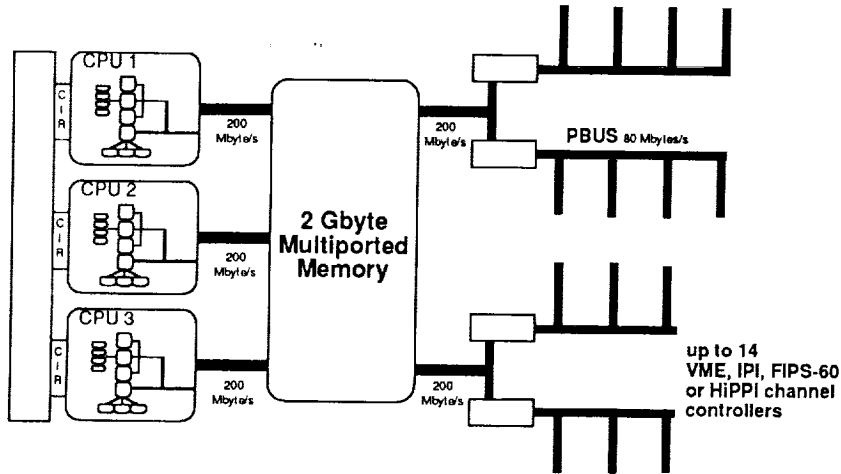 CPU 1
C
I
R
200
Mbyte/s
CPU 2
C
I
R
200
Mbyte/s
CPU 3
C
I
R
200
Mbyte/s
2 Gbyte
Multiported
Memory
200
Mbyte/s
PBUS 80 Mbytes/s
200
Mbyte/s
up to 14
VME, IPI, FIPS-60
or HiPPI channel
controllers